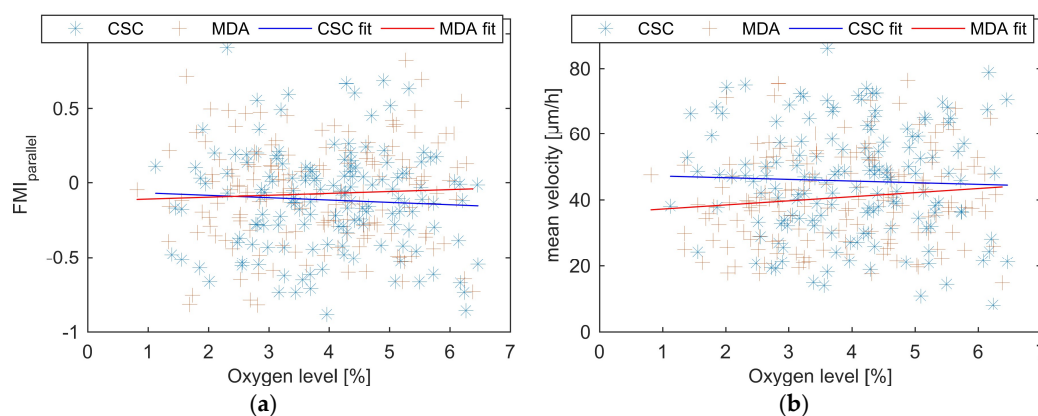 CSC MDA CSC fit MDA fit
0.5
0
-0.5
-1
FMI parallel
0 1 2 3 4 5 6 7
Oxygen level [%]
(a)
CSC MDA CSC fit MDA fit
80
60
40
20
0
mean velocity [µm/h]
0 1 2 3 4 5 6 7
Oxygen level [%]
(b)